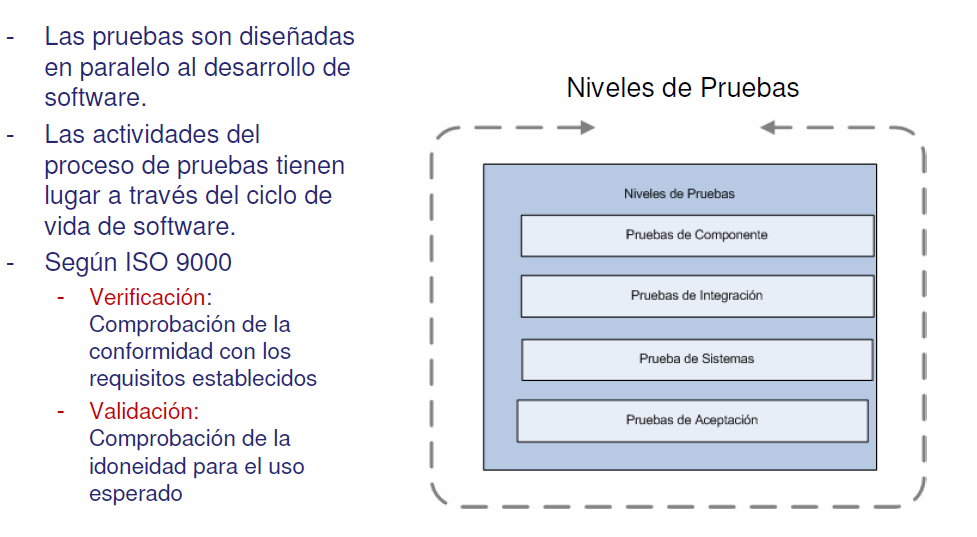 - Las pruebas son diseñadas
en paralelo al desarrollo de
software.
- Las actividades del
proceso de pruebas tienen
lugar a través del ciclo de
vida de software.
- Según ISO 9000
- Verificación:
Comprobación de la
conformidad con los
requisitos establecidos
- Validación:
Comprobación de la
idoneidad para el uso
esperado
Niveles de Pruebas
Niveles de Pruebas
Pruebas de Componente
Pruebas de Integración
Prueba de Sistemas
Pruebas de Aceptación